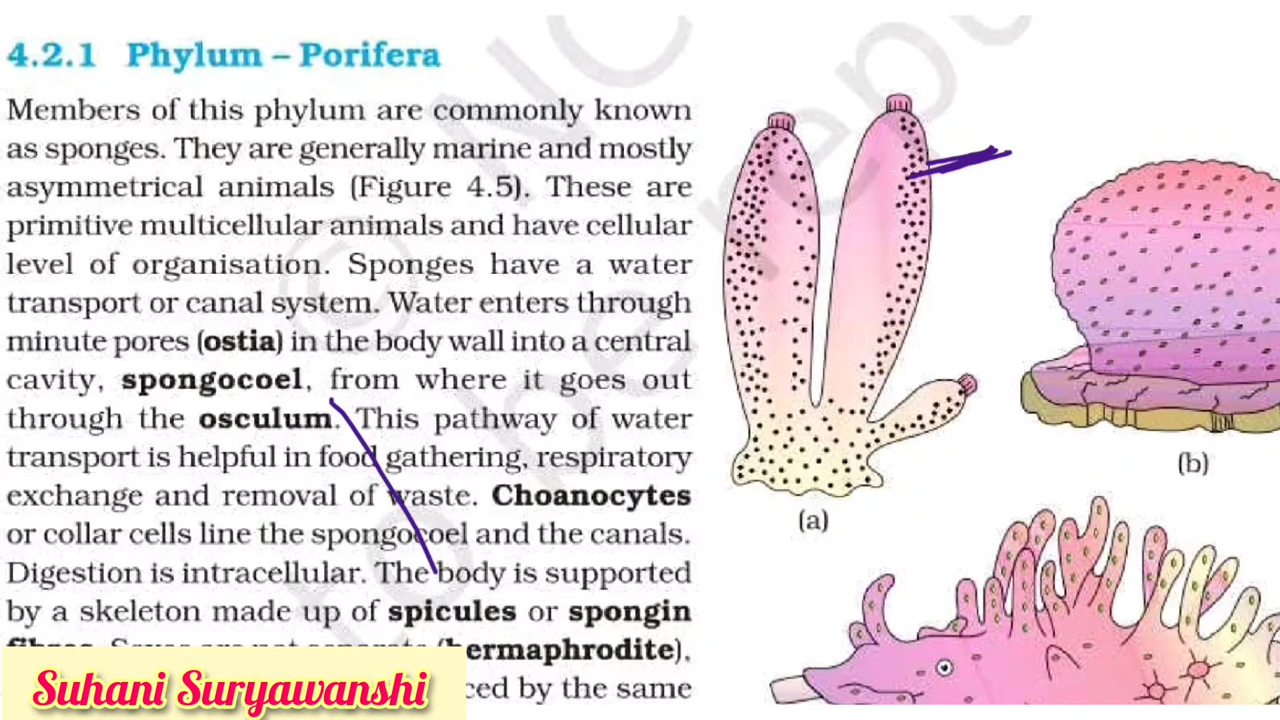 4.2.1 Phylum – Porifera
Members of this phylum are commonly known
as sponges. They are generally marine and mostly
asymmetrical animals (Figure 4.5). These are
primitive multicellular animals and have cellular
level of organisation. Sponges have a water
transport or canal system. Water enters through
minute pores (ostia) in the body wall into a central
cavity, spongocoel, from where it goes out
through the osculum. This pathway of water
transport is helpful in food gathering, respiratory
exchange and removal of waste. Choanocytes
or collar cells line the spongocoel and the canals.
Digestion is intracellular. The body is supported
by a skeleton made up of spicules or spongin
(hermaphrodite),
ced by the same
Suhani Suryawanshi
(a)
(b)